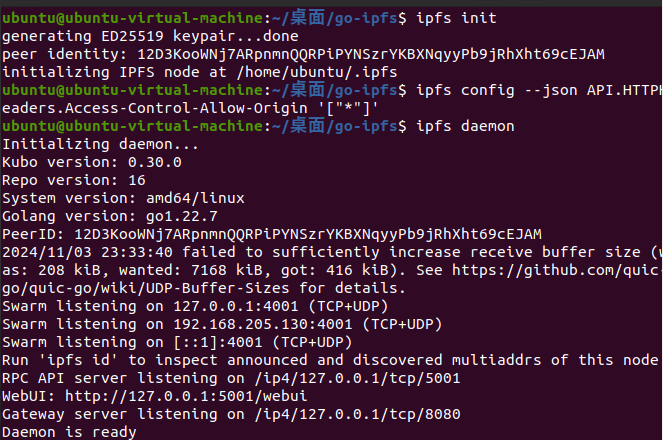 ubuntu@ubuntu-virtual-machine:~/桌面/go-ipfs$ ipfs init
generating ED25519 keypair...done
peer identity: 12D3KooWNj7ARpnmnQQRPiPYNSzrYKBXNqyyPb9jRhXht69cEJAM
initializing IPFS node at /home/ubuntu/.ipfs
ubuntu@ubuntu-virtual-machine:~/桌面/go-ipfs$ ipfs config --json API.HTTPH
eaders.Access-Control-Allow-Origin '["*"]'
ubuntu@ubuntu-virtual-machine:~/桌面/go-ipfs$ ipfs daemon
Initializing daemon...
Kubo version: 0.30.0
Repo version: 16
System version: amd64/linux
Golang version: go1.22.7
PeerID: 12D3KooWNj7ARpnmnQQRPiPYNSzrYKBXNqyyPb9jRhXht69cEJAM
2024/11/03 23:33:40 failed to sufficiently increase receive buffer size (w
as: 208 kiB, wanted: 7168 kiB, got: 416 kiB). See https://github.com/quic-
go/quic-go/wiki/UDP-Buffer-Sizes for details.
Swarm listening on 127.0.0.1:4001 (TCP+UDP)
Swarm listening on 192.168.205.130:4001 (TCP+UDP)
Swarm listening on [::1]:4001 (TCP+UDP)
Run 'ipfs id' to inspect announced and discovered multiaddrs of this node
RPC API server listening on /ip4/127.0.0.1/tcp/5001
WebUI: http://127.0.0.1:5001/webui
Gateway server listening on /ip4/127.0.0.1/tcp/8080
Daemon is ready